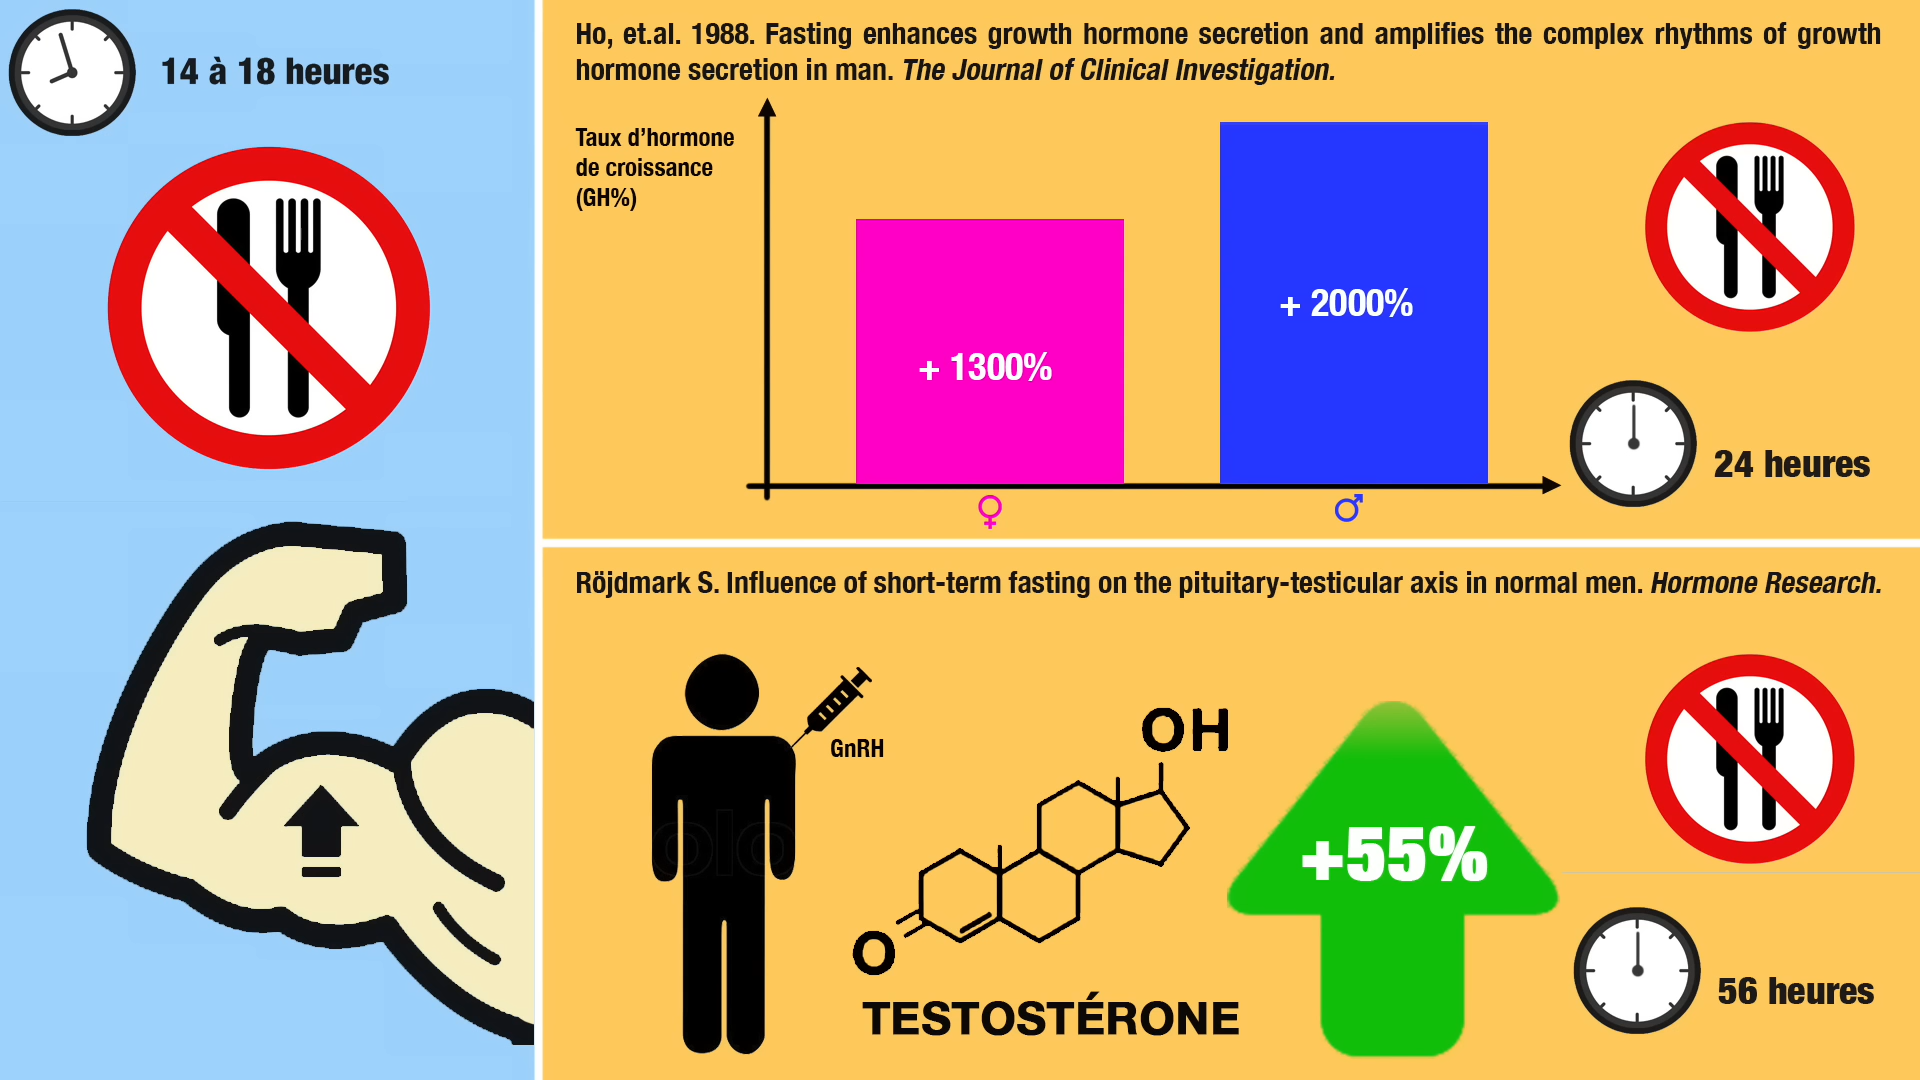 14 à 18 heures
Ho, et.al. 1988. Fasting enhances growth hormone secretion and amplifies the complex rhythms of growth
hormone secretion in man. The Journal of Clinical Investigation.
Taux d’hormone
de croissance
(GH%)
+ 1300%
+ 2000%
♀
♂
24 heures
Röjdmark S. Influence of short-term fasting on the pituitary-testicular axis in normal men. Hormone Research.
GnRH
OH
O
TESTOSTÉRONE
+55%
56 heures